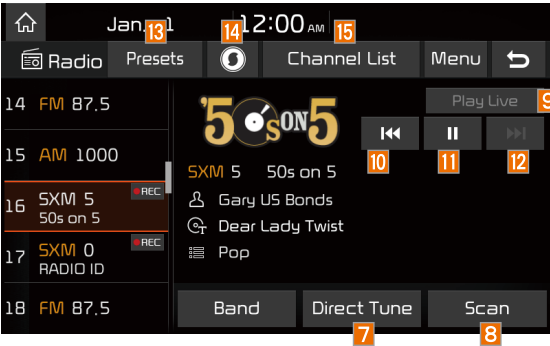 Jan. 1 12:00 AM
13 14 15
Radio Presets Channel List Menu
14 FM 87.5
15 AM 1000
16 SXM 5 REC
50s on 5
17 SXM 0 REC
RADIO ID
18 FM 87.5
'50s ON 5
Play Live 9
10 11 12
SXM 5 50s on 5
Gary US Bonds
Dear Lady Twist
Pop
Band Direct Tune Scan
7 8